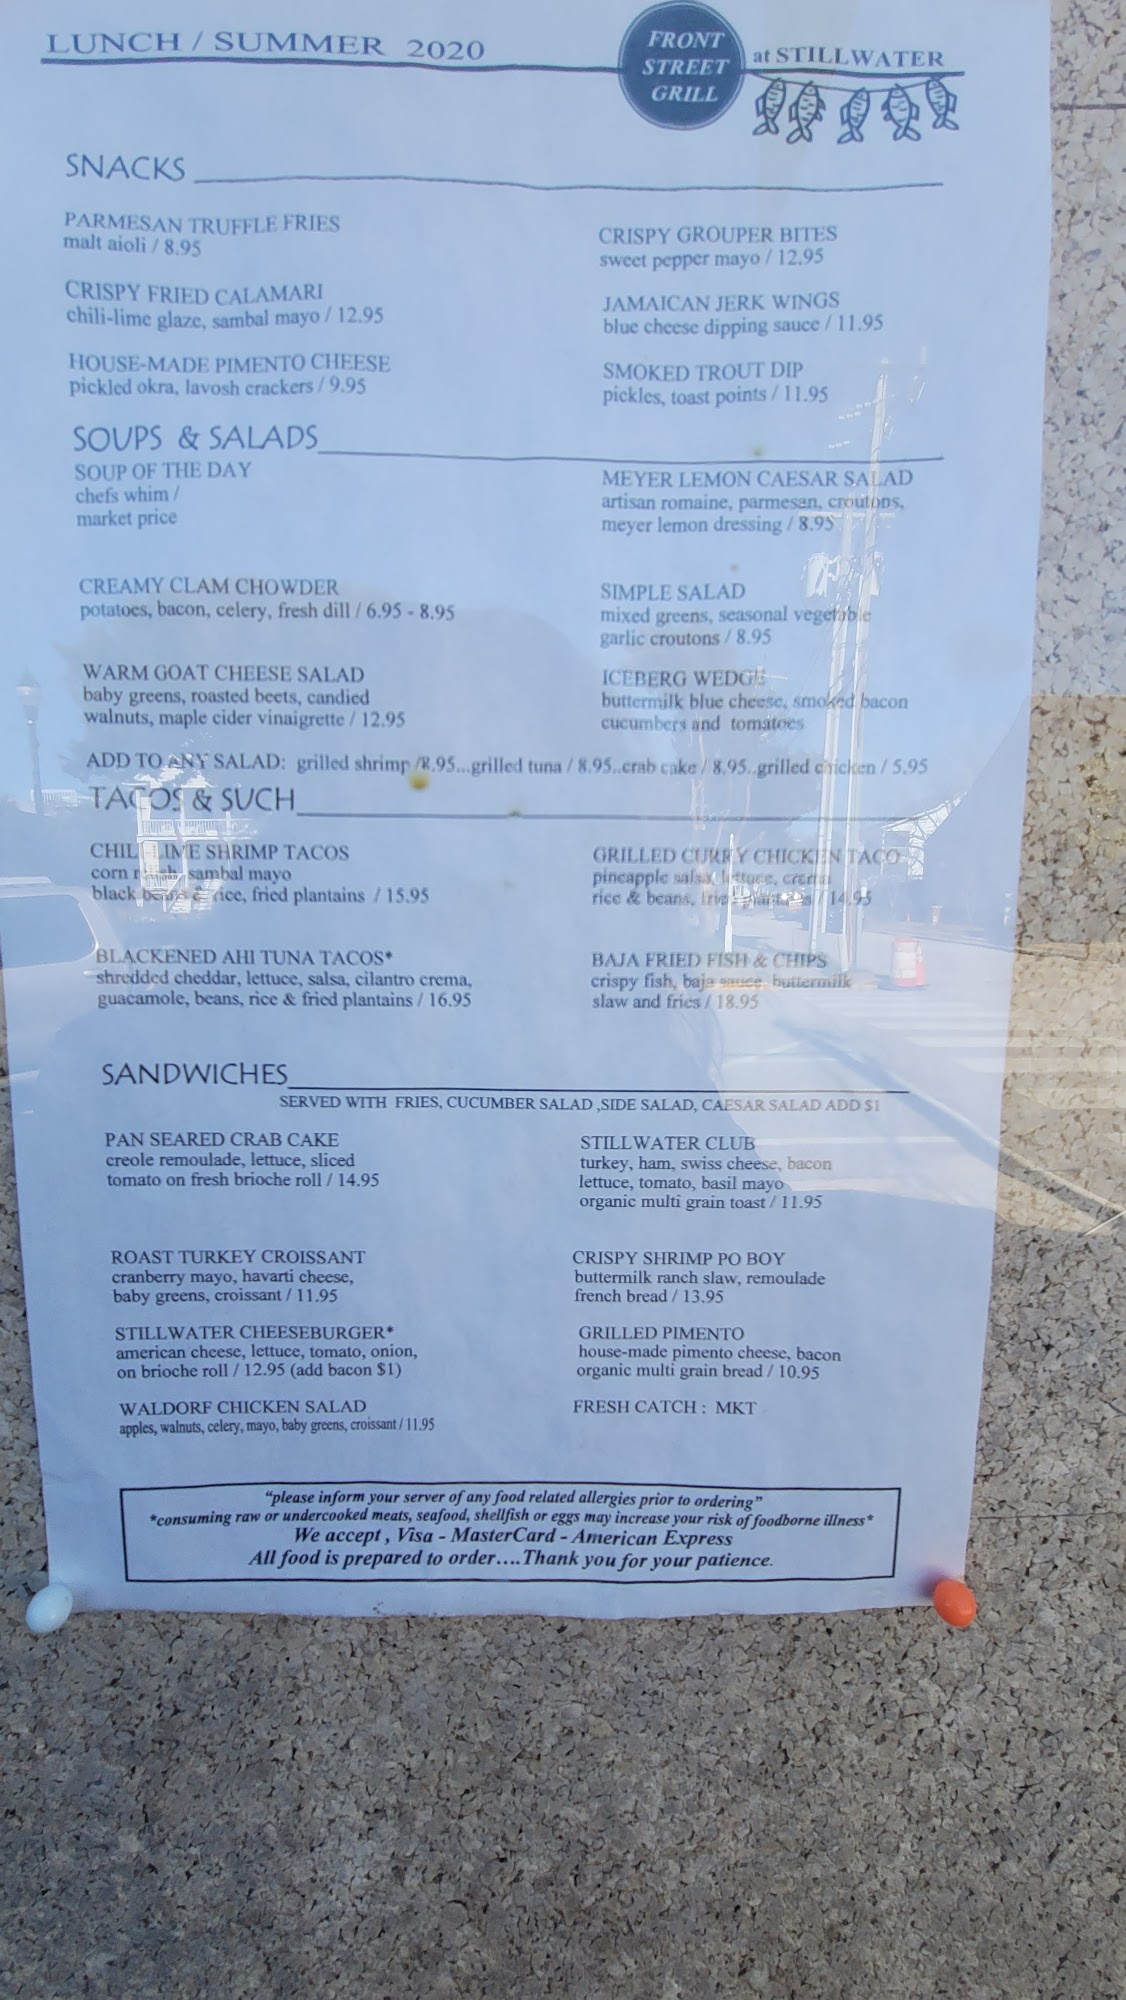 LUNCH / SUMMER 2020
FRONT
STREET
GRILL
at STILLWATER
SNACKS
PARMESAN TRUFFLE FRIES
malt aioli / 8.95
CRISPY FRIED CALAMARI
chili-lime glaze, sambal mayo / 12.95
HOUSE-MADE PIMENTO CHEESE
pickled okra, lavosh crackers / 9.95
CRISPY GROUPER BITES
sweet pepper mayo / 12.95
JAMAICAN JERK WINGS
blue cheese dipping sauce / 11.95
SMOKED TROUT DIP
pickles, toast points / 11.95
SOUPS & SALADS
SOUP OF THE DAY
chefs whim /
market price
CREAMY CLAM CHOWDER
potatoes, bacon, celery, fresh dill / 6.95 - 8.95
WARM GOAT CHEESE SALAD
baby greens, roasted beets, candied
walnuts, maple cider vinaigrette / 12.95
MEYER LEMON CAESAR SALAD
artisan romaine, parmesan, croutons,
meyer lemon dressing / 8.95
SIMPLE SALAD
mixed greens, seasonal vegetable
garlic croutons / 8.95
ICEBERG WEDGE
buttermilk blue cheese, smoked bacon
cucumbers and tomatoes
ADD TO ANY SALAD: grilled shrimp /8.95...grilled tuna / 8.95..crab cake / 8.95..grilled chicken / 5.95
TACOS & SUCH
CHILI LIME SHRIMP TACOS
corn relish, sambal mayo
black beans & rice, fried plantains / 15.95
BLACKENED AHI TUNA TACOS*
shredded cheddar, lettuce, salsa, cilantro crema,
guacamole, beans, rice & fried plantains / 16.95
GRILLED CURRY CHICKEN TACO
pineapple salsa, lettuce, crema
rice & beans, fried plantains / 14.95
BAJA FRIED FISH & CHIPS
crispy fish, baja sauce, buttermilk
slaw and fries / 18.95
SANDWICHES
SERVED WITH FRIES, CUCUMBER SALAD ,SIDE SALAD, CAESAR SALAD ADD $1
PAN SEARED CRAB CAKE
creole remoulade, lettuce, sliced
tomato on fresh brioche roll / 14.95
ROAST TURKEY CROISSANT
cranberry mayo, havarti cheese,
baby greens, croissant / 11.95
STILLWATER CHEESEBURGER*
american cheese, lettuce, tomato, onion,
on brioche roll / 12.95 (add bacon $1)
WALDORF CHICKEN SALAD
apples, walnuts, celery, mayo, baby greens, croissant / 11.95
STILLWATER CLUB
turkey, ham, swiss cheese, bacon
lettuce, tomato, basil mayo
organic multi grain toast / 11.95
CRISPY SHRIMP PO BOY
buttermilk ranch slaw, remoulade
french bread / 13.95
GRILLED PIMENTO
house-made pimento cheese, bacon
organic multi grain bread / 10.95
FRESH CATCH : MKT
"please inform your server of any food related allergies prior to ordering"
*consuming raw or undercooked meats, seafood, shellfish or eggs may increase your risk of foodborne illness*
We accept , Visa - MasterCard - American Express
All food is prepared to order....Thank you for your patience.